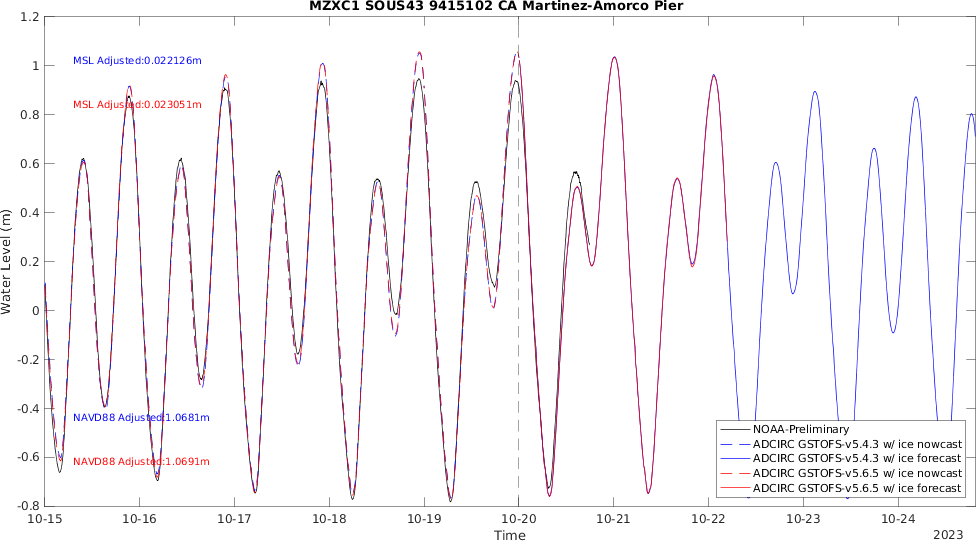 MZXC1 SOUS43 9415102 CA Martinez-Amorco Pier
1.2
1
0.8
0.6
0.4
0.2
0
-0.2
-0.4
-0.6
-0.8
Water Level (m)
MSL Adjusted:0.022126m
MSL Adjusted:0.023051m
NAVD88 Adjusted:1.0681m
NAVD88 Adjusted:1.0691m
NOAA-Preliminary
ADCIRC GSTOFS-v5.4.3 w/ ice nowcast
ADCIRC GSTOFS-v5.4.3 w/ ice forecast
ADCIRC GSTOFS-v5.6.5 w/ ice nowcast
ADCIRC GSTOFS-v5.6.5 w/ ice forecast
10-15 10-16 10-17 10-18 10-19 10-20 10-21 10-22 10-23 10-24
Time
2023